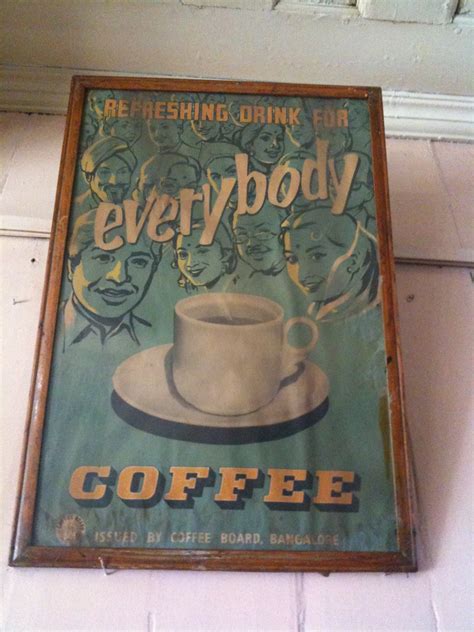 REFRESHING DRINK FOR
everybody
COFFEE
ISSUED BY COFFEE BOARD, BANGALORE